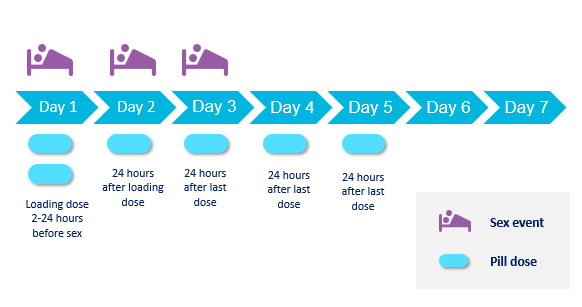 Day 1
Day 2
Day 3
Day 4
Day 5
Day 6
Day 7
Loading dose
2-24 hours
before sex
24 hours
after loading
dose
24 hours
after last
dose
24 hours
after last
dose
24 hours
after last
dose
Sex event
Pill dose